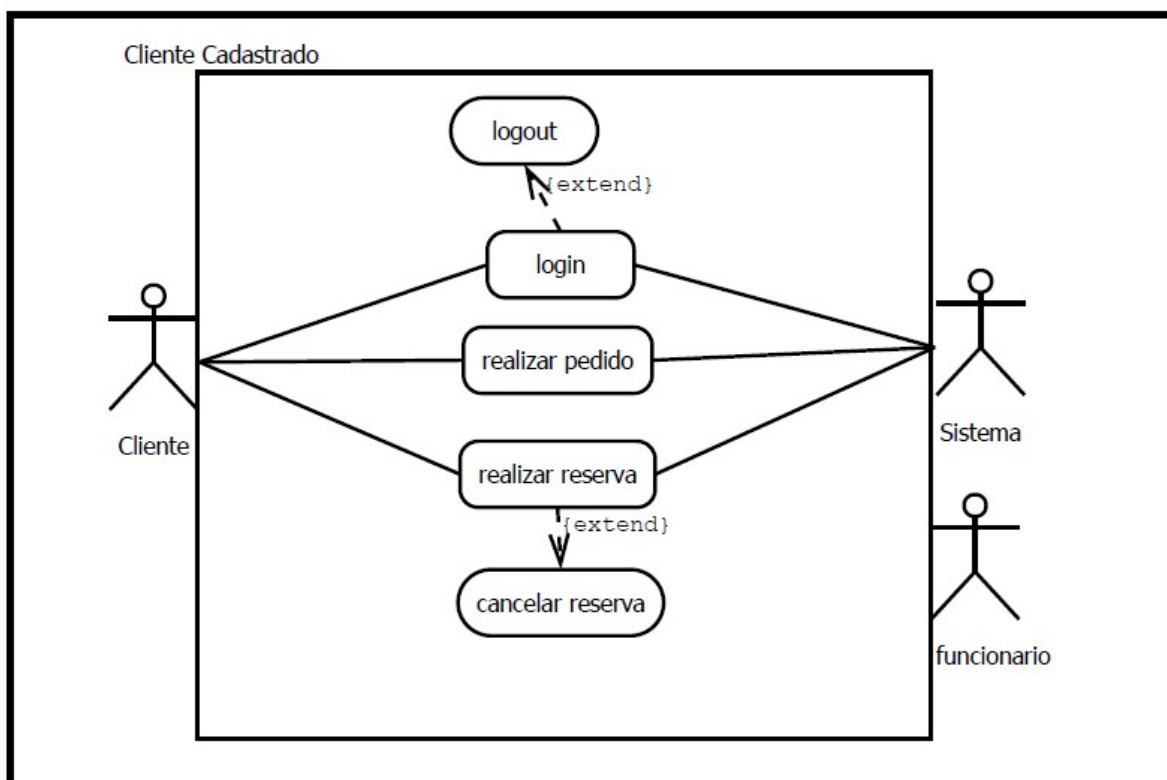 Cliente Cadastrado
logout
{extend}
login
realizar pedido
Cliente
Sistema
realizar reserva
{extend}
cancelar reserva
funcionario